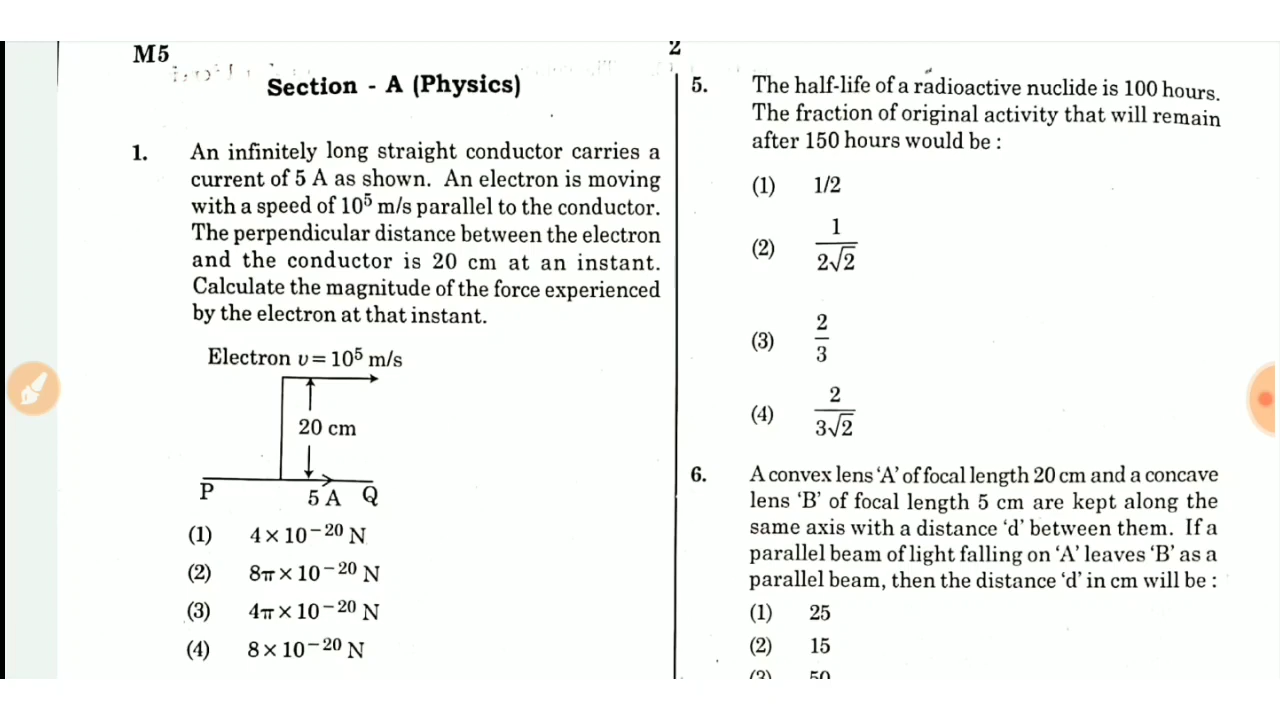 M5
2
Section - A (Physics)
1. An infinitely long straight conductor carries a
current of 5 A as shown. An electron is moving
with a speed of 10⁵ m/s parallel to the conductor.
The perpendicular distance between the electron
and the conductor is 20 cm at an instant.
Calculate the magnitude of the force experienced
by the electron at that instant.
Electron υ = 10⁵ m/s
20 cm
P 5 A Q
(1) 4 × 10⁻²⁰ N
(2) 8π × 10⁻²⁰ N
(3) 4π × 10⁻²⁰ N
(4) 8 × 10⁻²⁰ N
5. The half-life of a radioactive nuclide is 100 hours.
The fraction of original activity that will remain
after 150 hours would be :
(1) 1/2
(2) 1/2√2
(3) 2/3
(4) 2/3√2
6. A convex lens ‘A’ of focal length 20 cm and a concave
lens ‘B’ of focal length 5 cm are kept along the
same axis with a distance ‘d’ between them. If a
parallel beam of light falling on ‘A’ leaves ‘B’ as a
parallel beam, then the distance ‘d’ in cm will be :
(1) 25
(2) 15
(3) 50